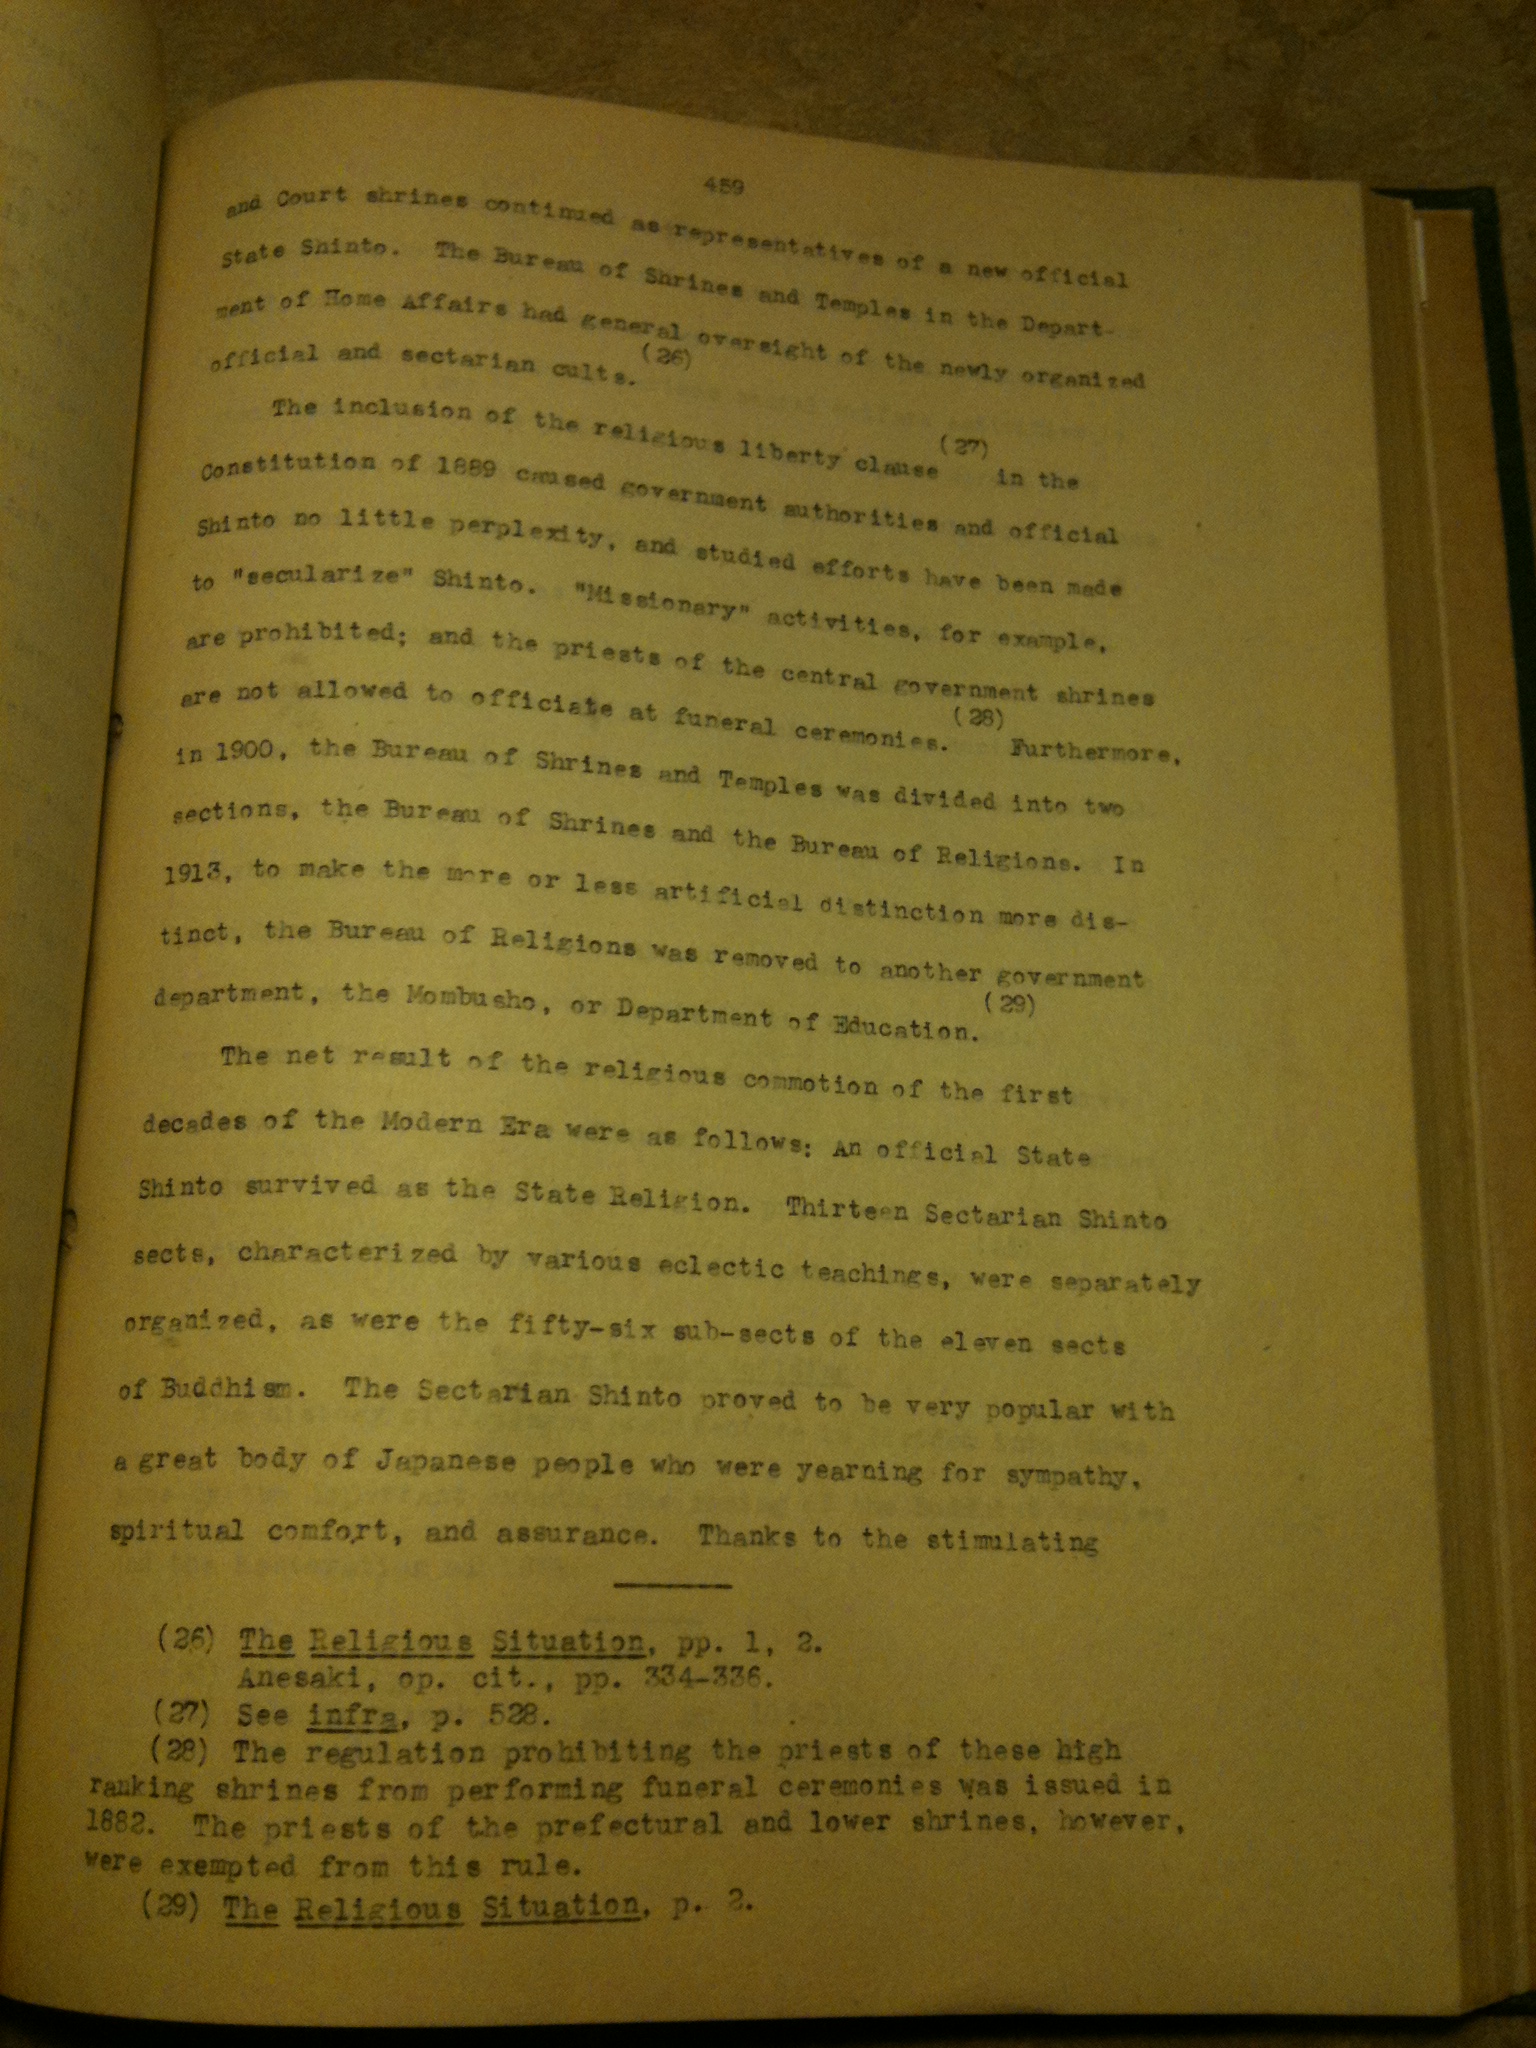 459
and Court shrines continued as representatives of a new official
State Shinto. The Bureau of Shrines and Temples in the Depart-
ment of Home Affairs had general oversight of the newly organized
official and sectarian cults. (26)
The inclusion of the religious liberty clause (27) in the
Constitution of 1889 caused government authorities and official
Shinto no little perplexity, and studied efforts have been made
to "secularize" Shinto. "Missionary" activities, for example,
are prohibited; and the priests of the central government shrines
are not allowed to officiate at funeral ceremonies. (28) Furthermore,
in 1900, the Bureau of Shrines and Temples was divided into two
sections, the Bureau of Shrines and the Bureau of Religions. In
1913, to make the more or less artificial distinction more dis-
tinct, the Bureau of Religions was removed to another government
department, the Mombusho, or Department of Education. (29)
The net result of the religious commotion of the first
decades of the Modern Era were as follows: An official State
Shinto survived as the State Religion. Thirteen Sectarian Shinto
sects, characterized by various eclectic teachings, were separately
organized, as were the fifty-six sub-sects of the eleven sects
of Buddhism. The Sectarian Shinto proved to be very popular with
a great body of Japanese people who were yearning for sympathy,
spiritual comfort, and assurance. Thanks to the stimulating
(26) The Religious Situation, pp. 1, 2.
Anesaki, op. cit., pp. 334-336.
(27) See infra, p. 528.
(28) The regulation prohibiting the priests of these high
ranking shrines from performing funeral ceremonies was issued in
1882. The priests of the prefectural and lower shrines, however,
were exempted from this rule.
(29) The Religious Situation, p. 2.